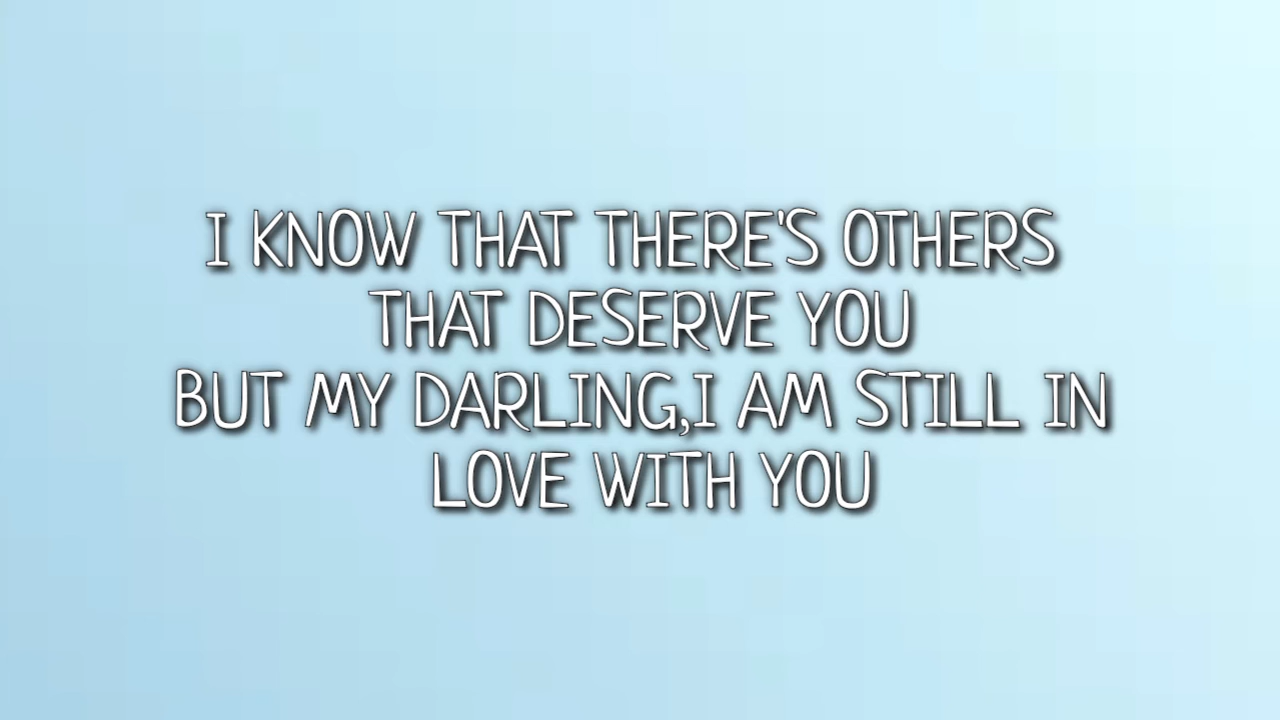 I KNOW THAT THERE'S OTHERS
THAT DESERVE YOU
BUT MY DARLING,I AM STILL IN
LOVE WITH YOU